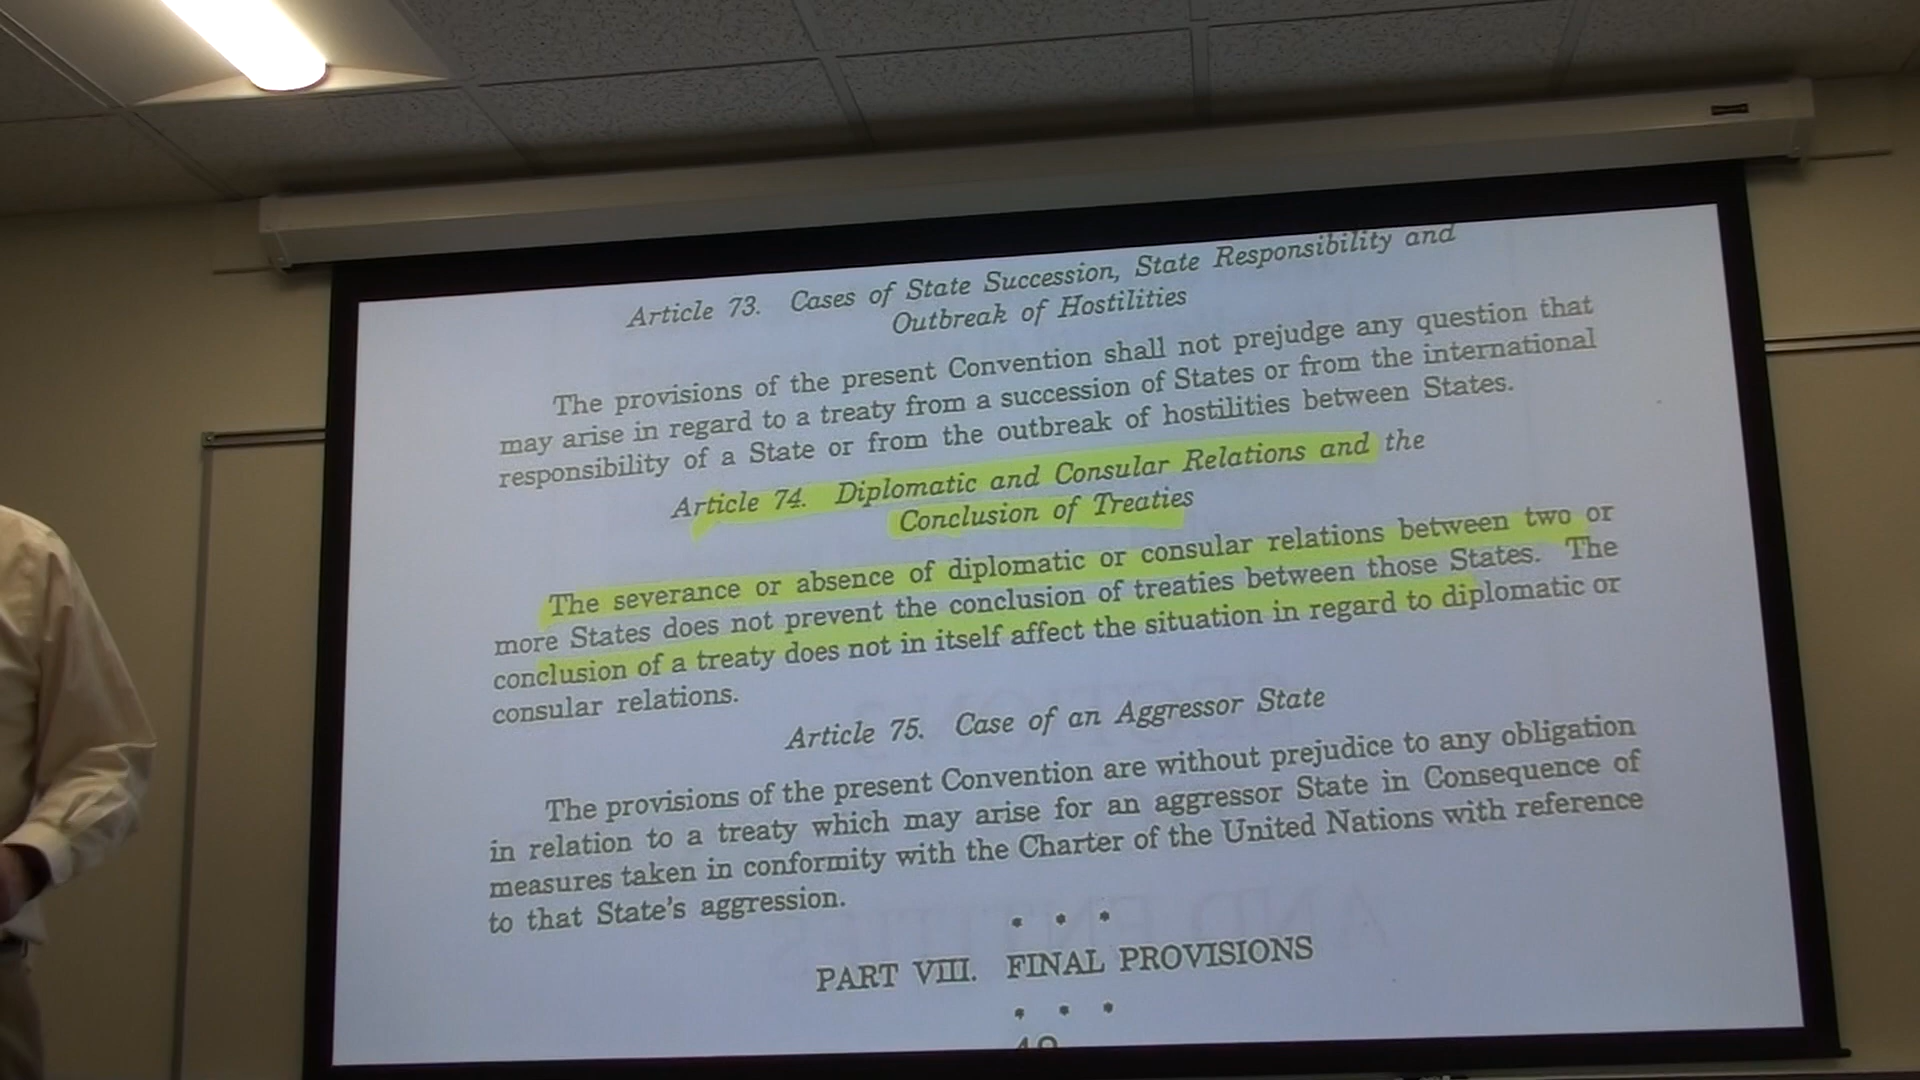 Article 73. Cases of State Succession, State Responsibility and
Outbreak of Hostilities
The provisions of the present Convention shall not prejudge any question that
may arise in regard to a treaty from a succession of States or from the international
responsibility of a State or from the outbreak of hostilities between States.
Article 74. Diplomatic and Consular Relations and the
Conclusion of Treaties
The severance or absence of diplomatic or consular relations between two or
more States does not prevent the conclusion of treaties between those States. The
conclusion of a treaty does not in itself affect the situation in regard to diplomatic or
consular relations.
Article 75. Case of an Aggressor State
The provisions of the present Convention are without prejudice to any obligation
in relation to a treaty which may arise for an aggressor State in Consequence of
measures taken in conformity with the Charter of the United Nations with reference
to that State's aggression.
• • •
PART VIII. FINAL PROVISIONS
• • •